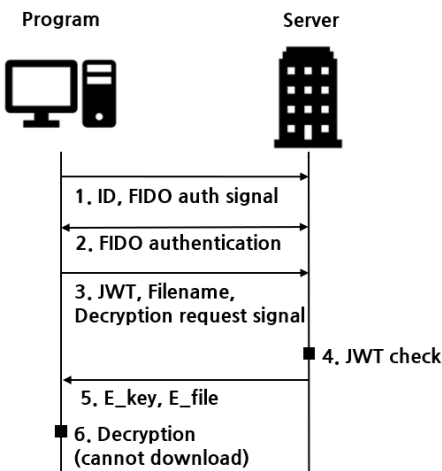 Program
Server
1. ID, FIDO auth signal
2. FIDO authentication
3. JWT, Filename,
Decryption request signal
4. JWT check
5. E_key, E_file
6. Decryption
(cannot download)